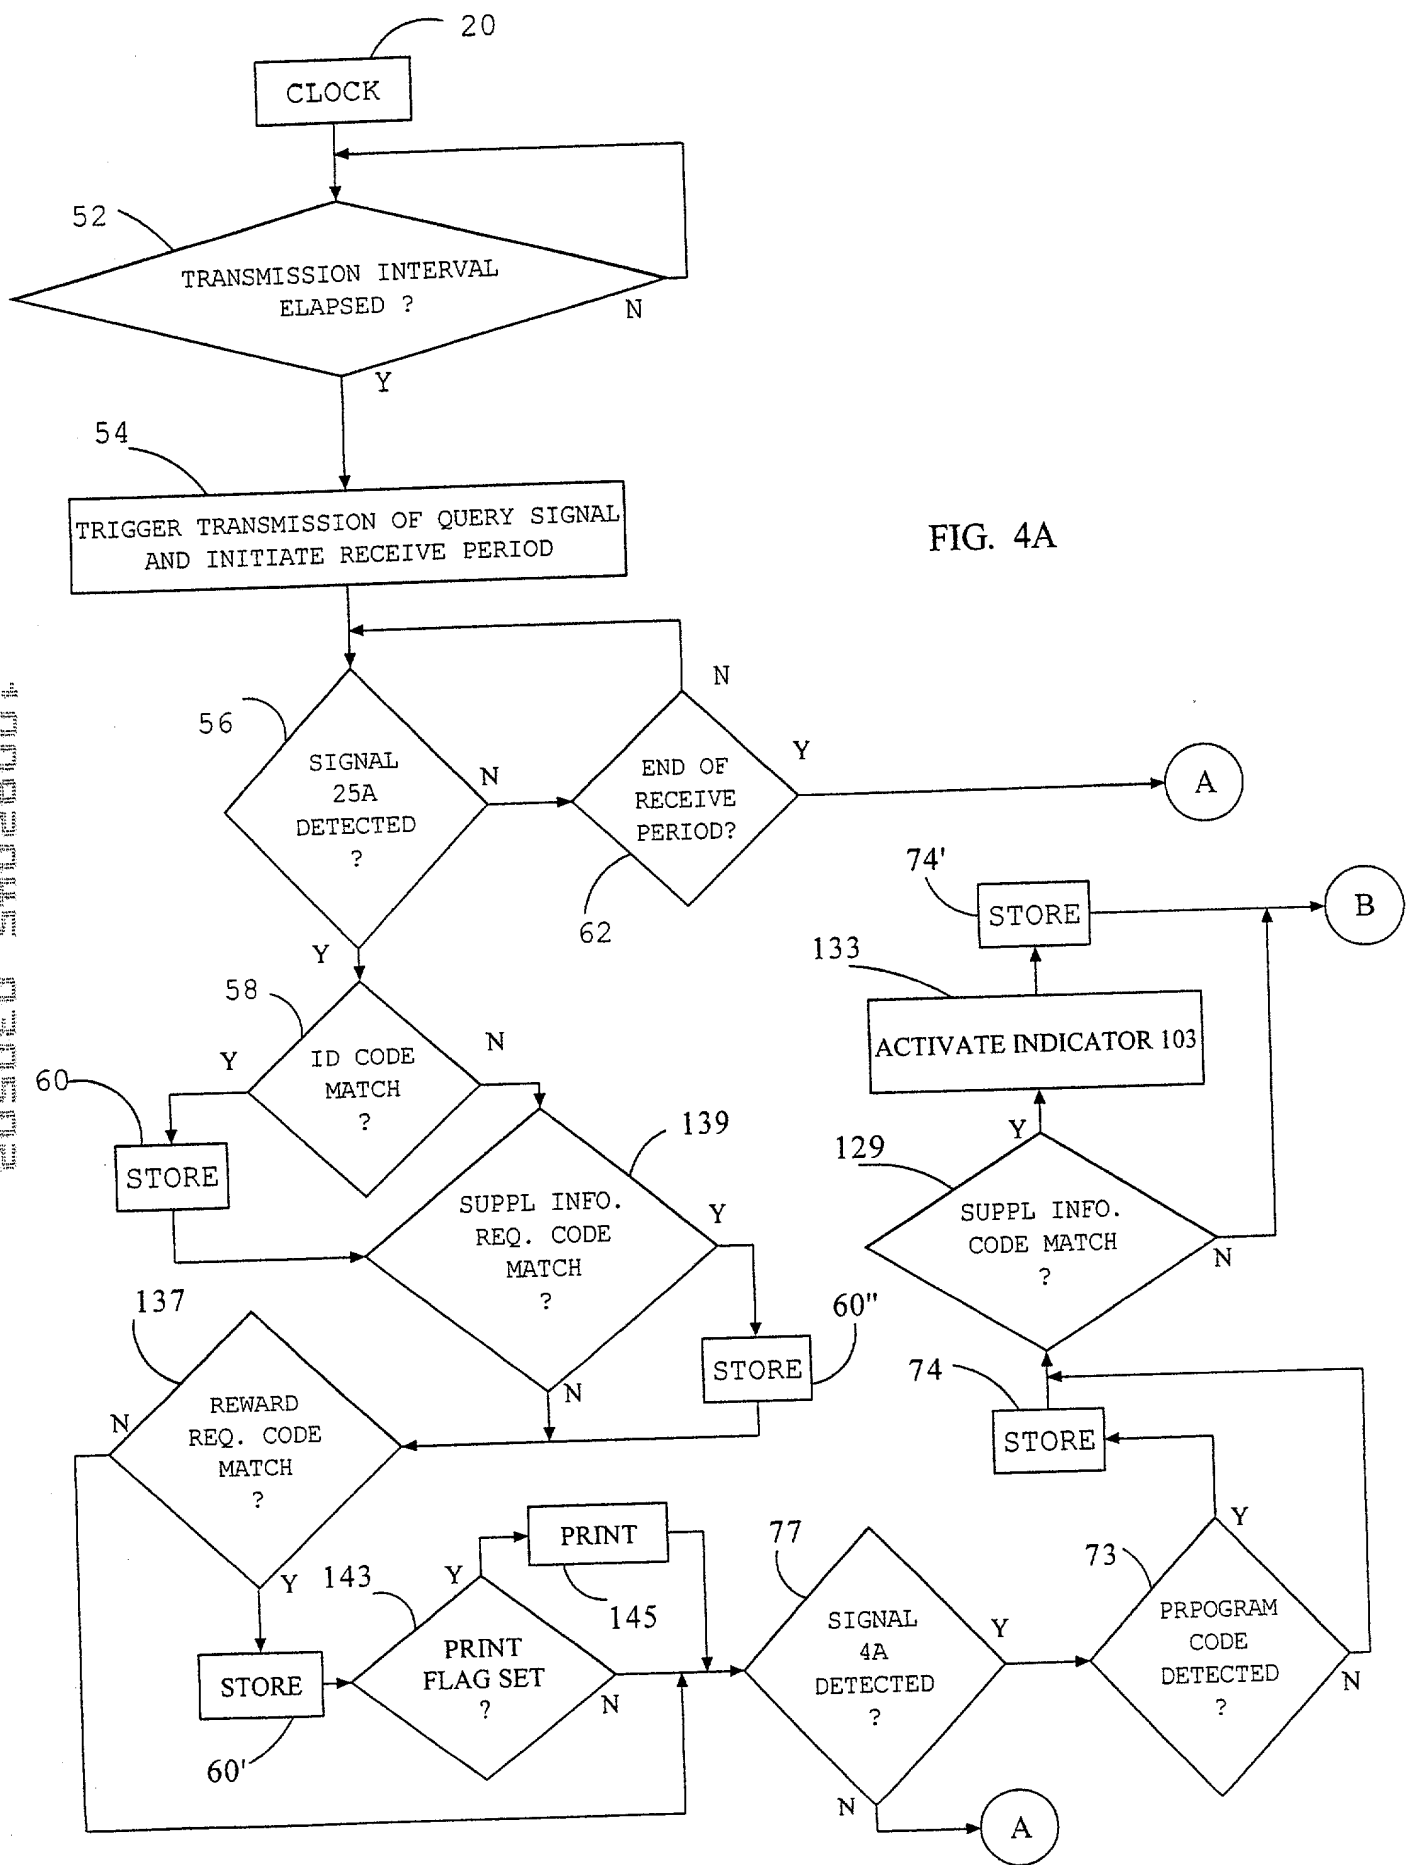 20
CLOCK
52
TRANSMISSION INTERVAL
ELAPSED ?
N
Y
54
TRIGGER TRANSMISSION OF QUERY SIGNAL
AND INITIATE RECEIVE PERIOD
FIG. 4A
56
SIGNAL
25A
DETECTED
?
N
Y
N
END OF
RECEIVE
PERIOD?
Y
62
A
74'
STORE
B
133
ACTIVATE INDICATOR 103
58
ID CODE
MATCH
?
Y
N
60
STORE
139
SUPPL INFO.
REQ. CODE
MATCH
?
Y
N
60"
STORE
129
Y
SUPPL INFO.
CODE MATCH
?
N
137
REWARD
REQ. CODE
MATCH
?
N
Y
74
STORE
STORE
60'
143
Y
PRINT
FLAG SET
?
N
PRINT
145
77
SIGNAL
4A
DETECTED
?
Y
N
A
73
Y
PRPOGRAM
CODE
DETECTED
?
N